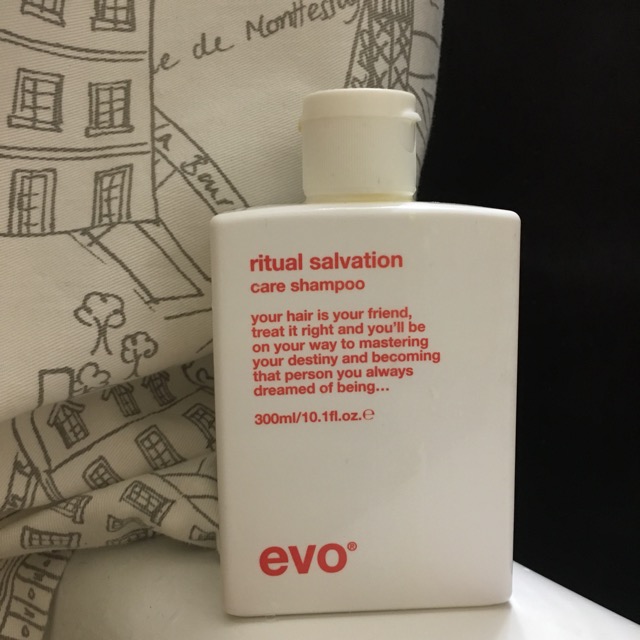 e de Monttessuy
ritual salvation
care shampoo
your hair is your friend,
treat it right and you'll be
on your way to mastering
your destiny and becoming
that person you always
dreamed of being...
300ml/10.1fl.oz.℮
evo®